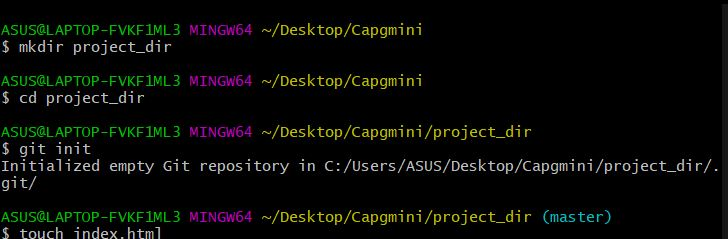 ASUS@LAPTOP-FVKF1ML3 MINGW64 ~/Desktop/Capgmini
$ mkdir project_dir
ASUS@LAPTOP-FVKF1ML3 MINGW64 ~/Desktop/Capgmini
$ cd project_dir
ASUS@LAPTOP-FVKF1ML3 MINGW64 ~/Desktop/Capgmini/project_dir
$ git init
Initialized empty Git repository in C:/Users/ASUS/Desktop/Capgmini/project_dir/.
git/
ASUS@LAPTOP-FVKF1ML3 MINGW64 ~/Desktop/Capgmini/project_dir (master)
$ touch index.html